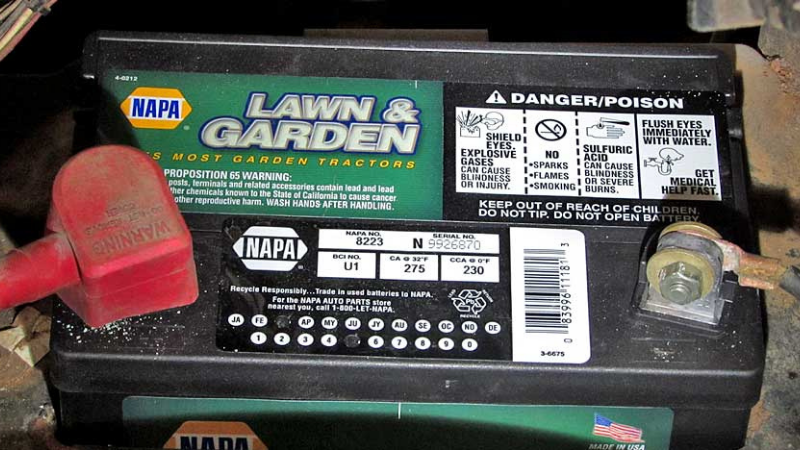 4-0212
NAPA
LAWN &
GARDEN
S MOST GARDEN TRACTORS
PROPOSITION 65 WARNING:
posts, terminals and related accessories contain lead and lead
ther chemicals known to the State of California to cause cancer
other reproductive harm. WASH HANDS AFTER HANDLING.
DANGER/POISON
SHIELD
EYES.
EXPLOSIVE
GASES
CAN CAUSE
BLINDNESS
OR INJURY.
NO
•SPARKS
•FLAMES
•SMOKING
SULFURIC
ACID
CAN CAUSE
BLINDNESS
OR SEVERE
BURNS.
FLUSH EYES
IMMEDIATELY
WITH WATER.
GET
MEDICAL
HELP FAST.
KEEP OUT OF REACH OF CHILDREN.
DO NOT TIP. DO NOT OPEN BATTERY
WARNING
NAPA
NAPA NO.
8223
SERIAL NO.
N 9926870
BCI NO.
U1
CA @ 32°F
275
CCA @ 0°F
230
Recycle Responsibly...Trade in used batteries to NAPA.
For the NAPA AUTO PARTS store
nearest you, call 1-800-LET-NAPA.
JA FE AP MY JU JY AU SE OC NO DE
1 2 3 4 6 7 8 9 0
0 83996 11181 3
3-6675
NAPA
MADE IN USA